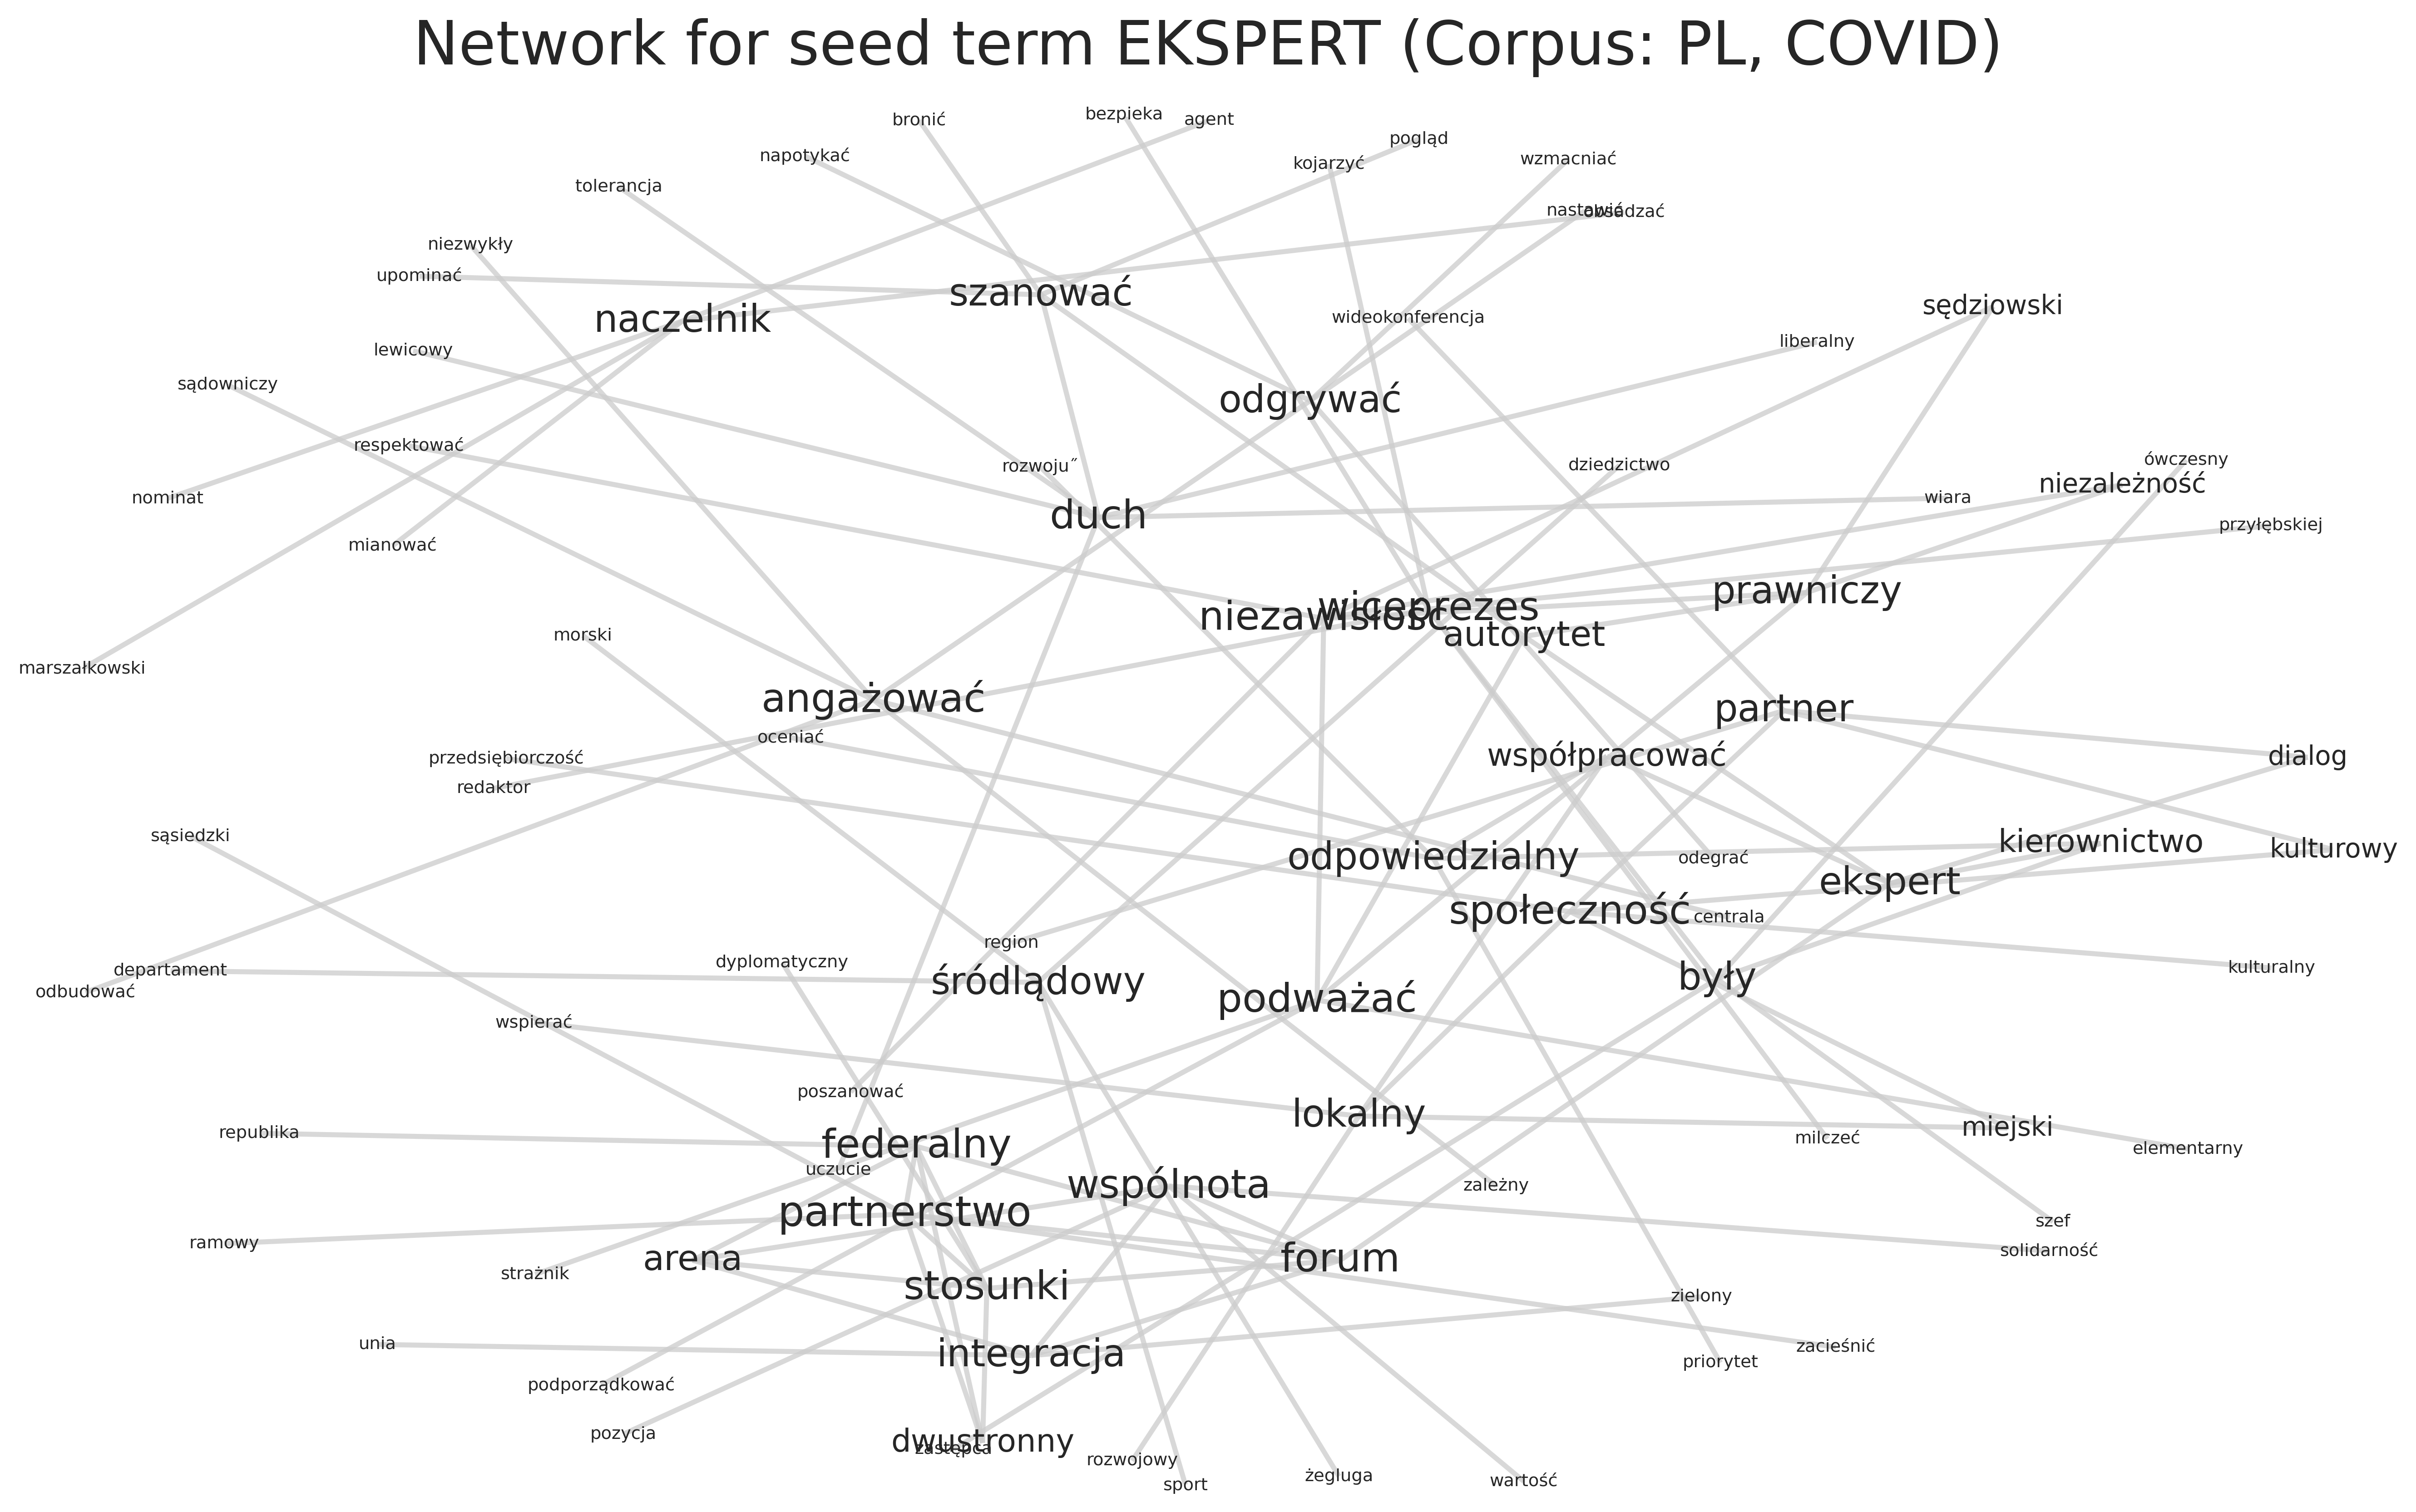 Network for seed term EKSPERT (Corpus: PL, COVID)
bronić
bezpieka
agent
napotykać
pogląd
kojarzyć
wzmacniać
tolerancja
nastawić
obsadzać
niezwykły
upominać
szanować
naczelnik
sędziowski
wideokonferencja
liberalny
lewicowy
sądowniczy
odgrywać
respektować
rozwoju˝
dziedzictwo
ówczesny
niezależność
nominat
wiara
duch
przyłębskiej
mianować
prawniczy
wiceprezes
niezawisłość
autorytet
morski
marszałkowski
angażować
partner
oceniać
współpracować
dialog
przedsiębiorczość
redaktor
sąsiedzki
kierownictwo
kulturowy
odpowiedzialny
odegrać
ekspert
społeczność
centrala
region
dyplomatyczny
departament
kulturalny
śródlądowy
były
odbudować
podważać
wspierać
poszanować
lokalny
miejski
republika
milczeć
federalny
elementarny
uczucie
wspólnota
zależny
partnerstwo
szef
ramowy
solidarność
arena
forum
strażnik
stosunki
zielony
unia
integracja
zacieśnić
priorytet
podporządkować
pozycja
dwustronny
zastępca
rozwojowy
żegluga
wartość
sport